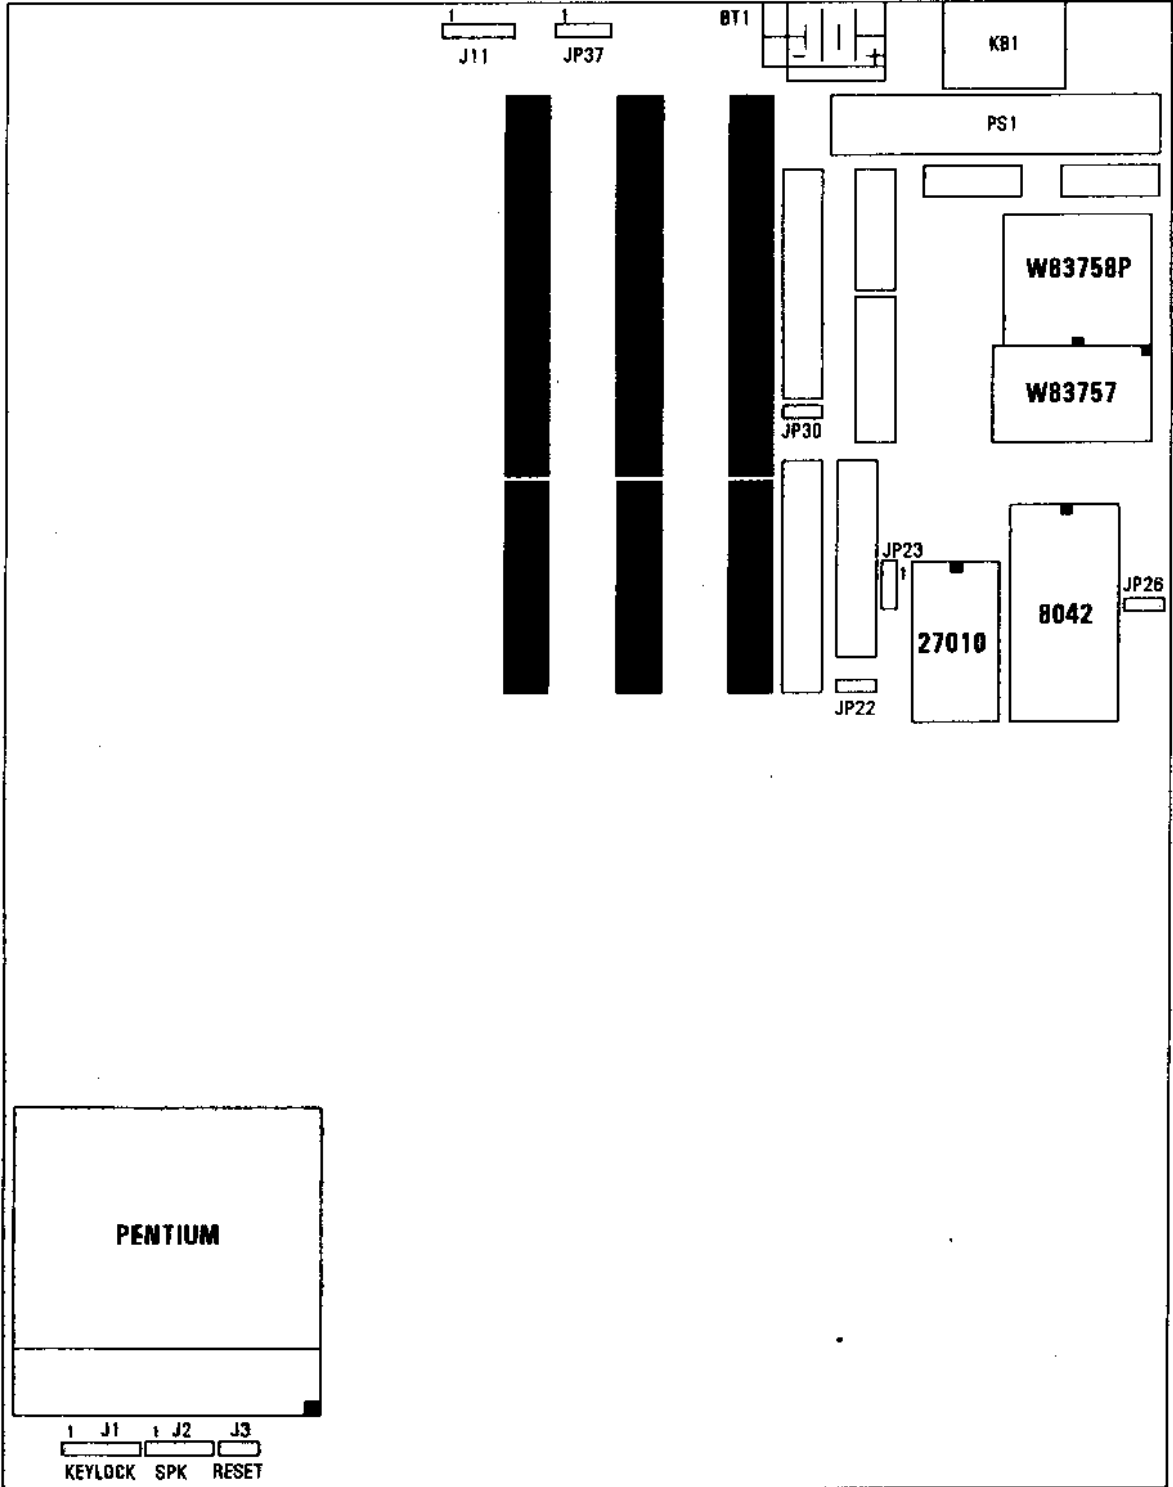 1
1
BT1
KB1
J11
JP37
PS1
W83758P
W83757
JP30
JP23
1
JP26
8042
27010
JP22
PENTIUM
1 J1
1 J2
J3
KEYLOCK
SPK
RESET